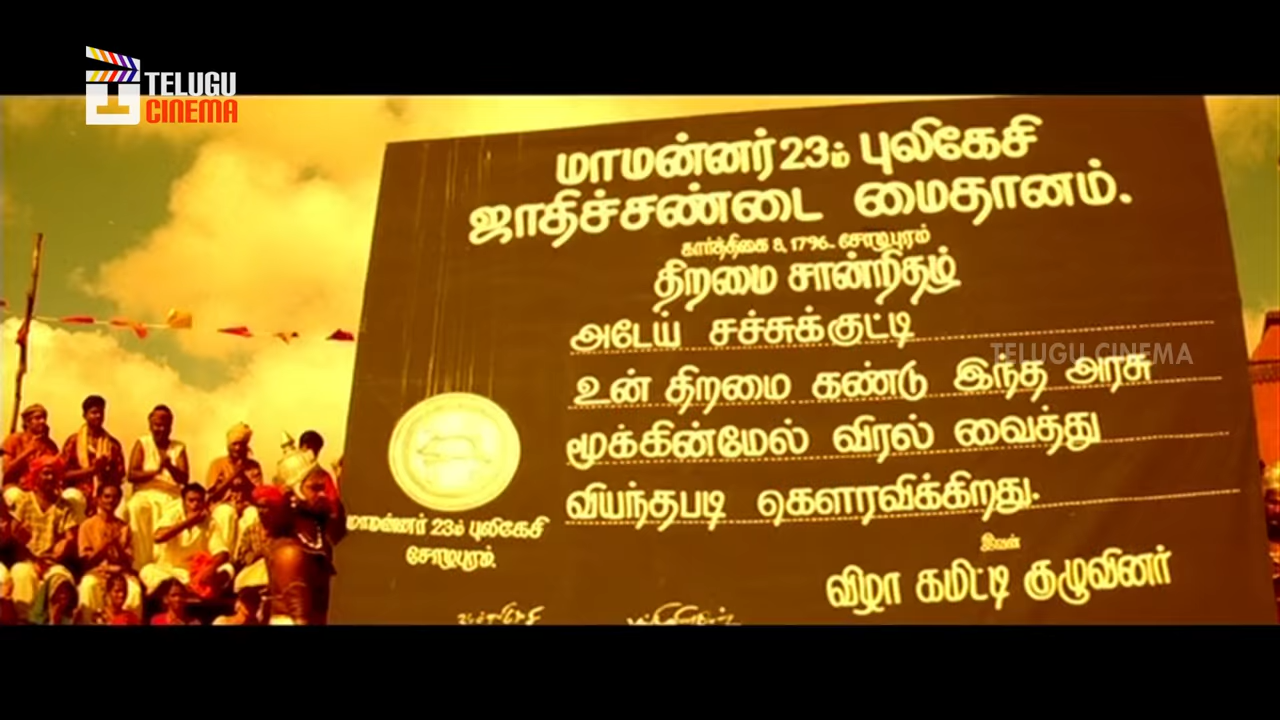 TELUGU
CINEMA
மாமன்னர் 23ம் புலிகேசி
ஜாதிச்சண்டை மைதானம்.
கார்த்திகை 8, 1796.. சோழபுரம்
திறமை சான்றிதழ்
அடேய் சச்சுக்குட்டி
TELUGU CINEMA
உன் திறமை கண்டு இந்த அரசு
மூக்கின்மேல் விரல் வைத்து
வியந்தபடி கௌரவிக்கிறது.
மாமன்னர் 23ம் புலிகேசி
சோழபுரம்.
இவன்
விழா கமிட்டி குழுவினர்